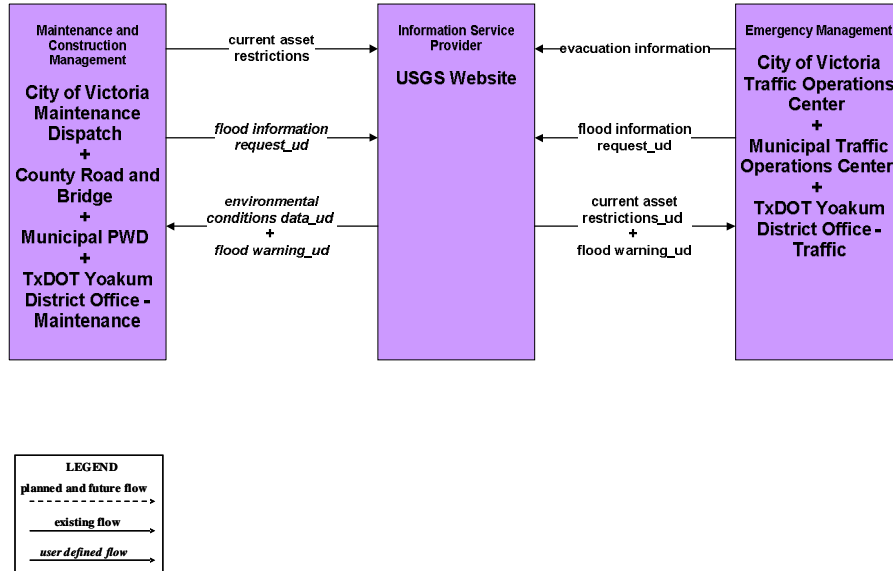 Maintenance and
Construction
Management
City of Victoria
Maintenance
Dispatch
+
County Road and
Bridge
+
Municipal PWD
+
TxDOT Yoakum
District Office -
Maintenance
current asset
restrictions
flood information
request_ud
environmental
conditions data_ud
+
flood warning_ud
Information Service
Provider
USGS Website
evacuation information
flood information
request_ud
current asset
restrictions_ud
+
flood warning_ud
Emergency Management
City of Victoria
Traffic Operations
Center
+
Municipal Traffic
Operations Center
+
TxDOT Yoakum
District Office -
Traffic
LEGEND
planned and future flow
existing flow
user defined flow